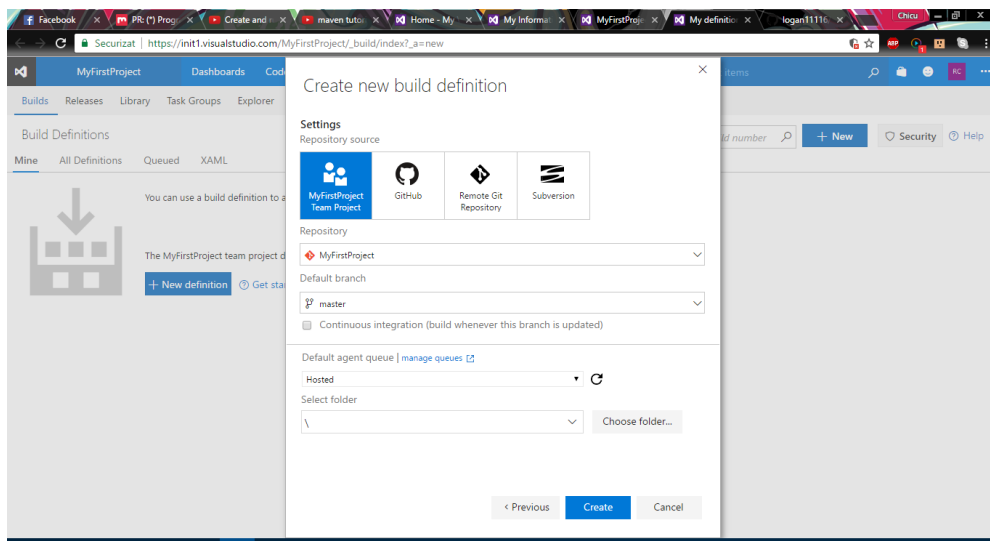 Facebook PR: (*) Progr Create and r maven tutor Home - My My Informat MyFirstProje My definitio logan11116 Chicu
Securizat | https://init1.visualstudio.com/MyFirstProject/_build/index?_a=new
MyFirstProject Dashboards Cod items RC
Builds Releases Library Task Groups Explorer
Build Definitions
ld number + New Security Help
Mine All Definitions Queued XAML
You can use a build definition to a
The MyFirstProject team project d
+ New definition Get sta
Create new build definition
Settings
Repository source
MyFirstProject
Team Project
GitHub
Remote Git
Repository
Subversion
Repository
MyFirstProject
Default branch
master
Continuous integration (build whenever this branch is updated)
Default agent queue | manage queues
Hosted
Select folder
\
Choose folder...
< Previous Create Cancel